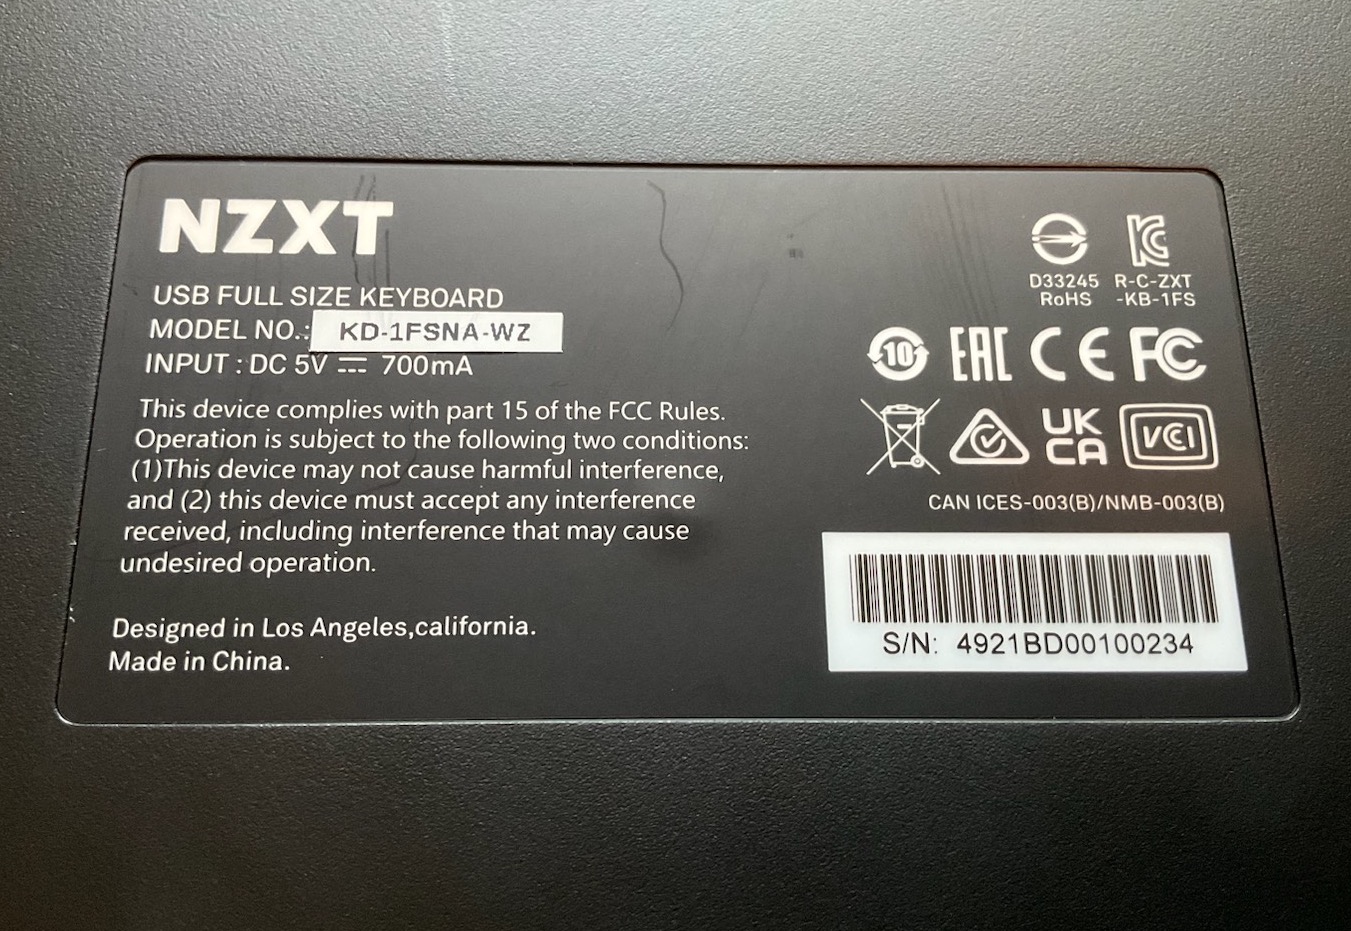 NZXT
USB FULL SIZE KEYBOARD
MODEL NO.: KD-1FSNA-WZ
INPUT : DC 5V ⎓ 700mA
This device complies with part 15 of the FCC Rules.
Operation is subject to the following two conditions:
(1)This device may not cause harmful interference,
and (2) this device must accept any interference
received, including interference that may cause
undesired operation.
Designed in Los Angeles,california.
Made in China.
D33245
RoHS
R-C-ZXT
-KB-1FS
10 EAC CE FC
UK
CA
VCI
CAN ICES-003(B)/NMB-003(B)
S/N: 4921BD00100234